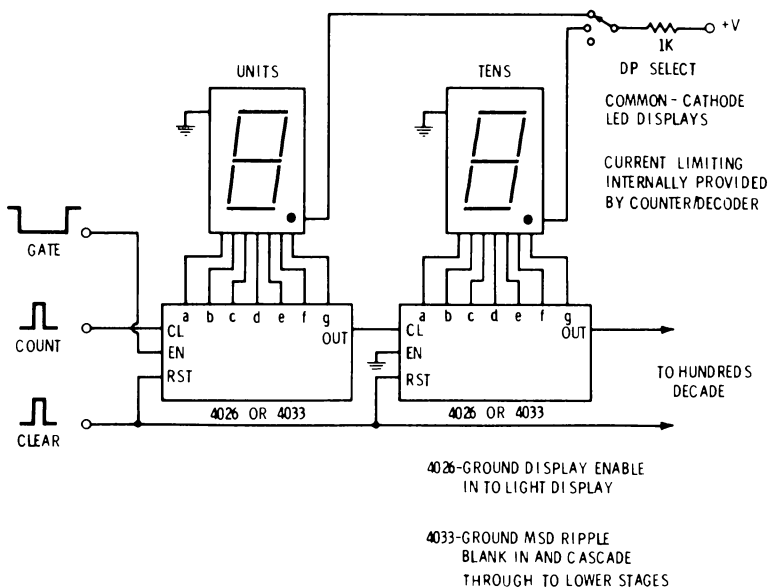 +V
1K
UNITS
TENS
DP SELECT
COMMON - CATHODE
LED DISPLAYS
CURRENT LIMITING
INTERNALLY PROVIDED
BY COUNTER/DECODER
GATE
a b c d e f g
a b c d e f g
CL
OUT
CL
OUT
COUNT
EN
EN
RST
RST
TO HUNDREDS
DECADE
4026 OR 4033
4026 OR 4033
CLEAR
4026-GROUND DISPLAY ENABLE
IN TO LIGHT DISPLAY
4033-GROUND MSD RIPPLE
BLANK IN AND CASCADE
THROUGH TO LOWER STAGES